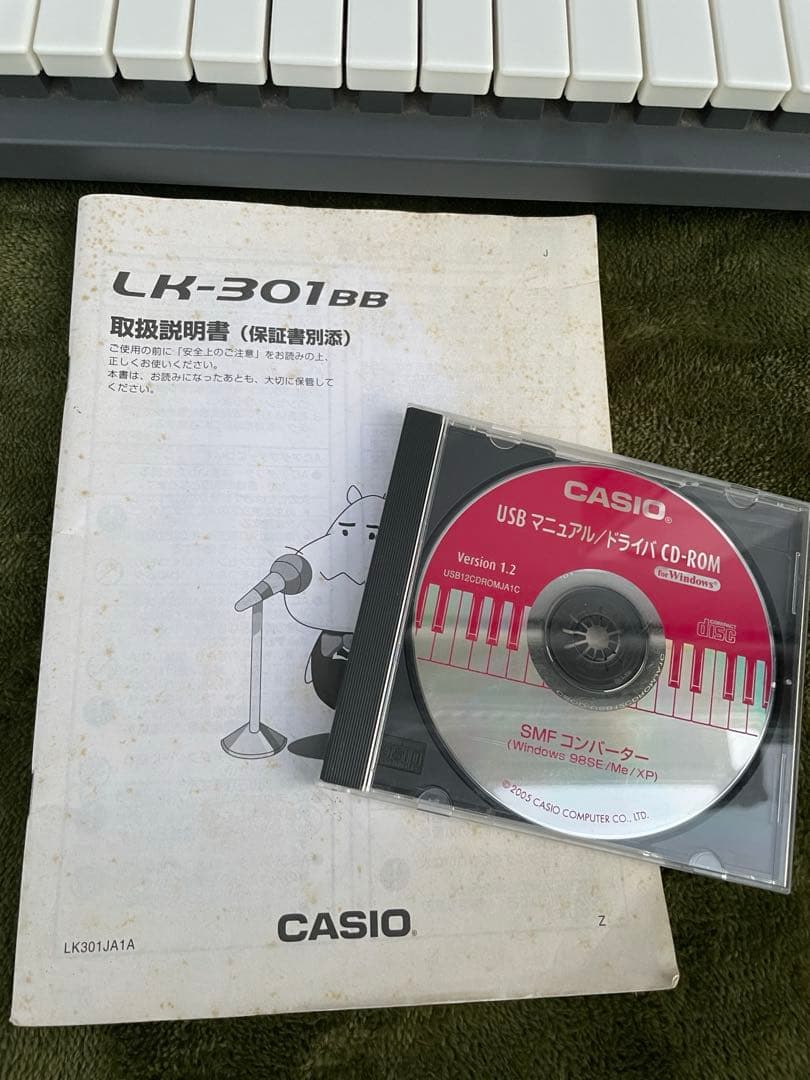 J
LK-301BB
取扱説明書（保証書別添）
ご使用の前に「安全上のご注意」をお読みの上、
正しくお使いください。
本書は、お読みになったあとも、大切に保管して
ください。
CASIO®
USB マニュアル/ドライバ CD-ROM
for Windows®
Version 1.2
USB12CDROMJA1C
COMPACT
disc
SMF コンバーター
(Windows 98SE/Me/XP)
©2005 CASIO COMPUTER CO., LTD.
CASIO®
LK301JA1A
Z